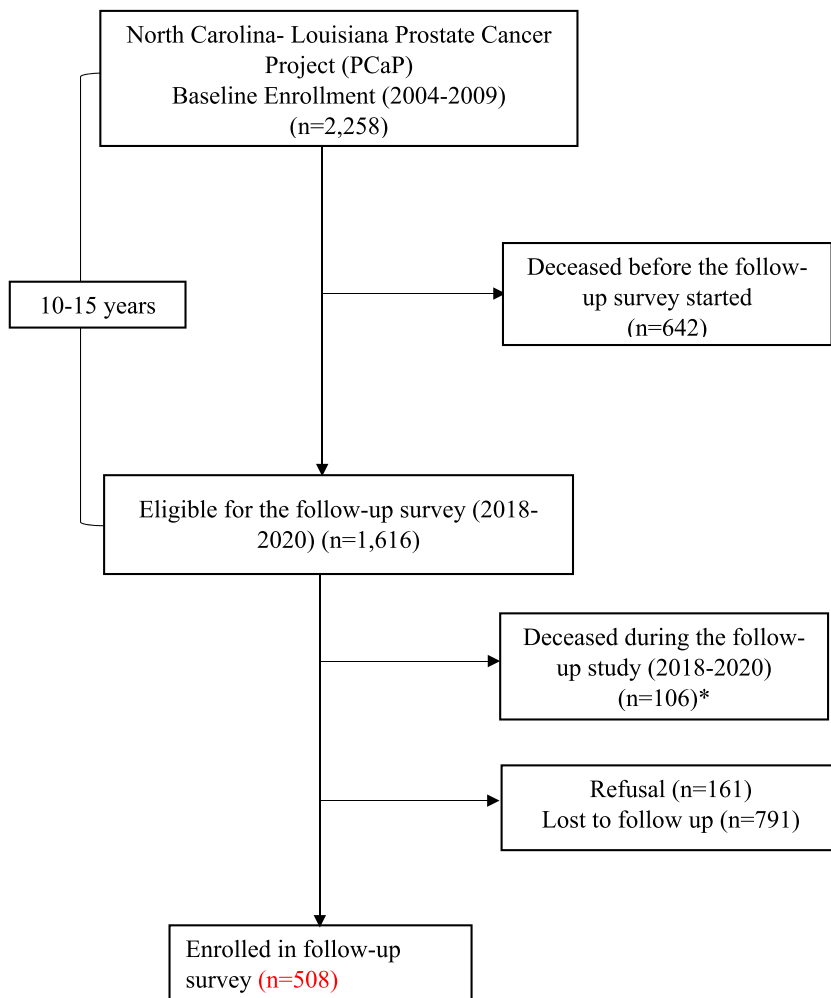 North Carolina- Louisiana Prostate Cancer
Project (PCaP)
Baseline Enrollment (2004-2009)
(n=2,258)
Deceased before the follow-
up survey started
(n=642)
10-15 years
Eligible for the follow-up survey (2018-
2020) (n=1,616)
Deceased during the follow-
up study (2018-2020)
(n=106)*
Refusal (n=161)
Lost to follow up (n=791)
Enrolled in follow-up
survey (n=508)